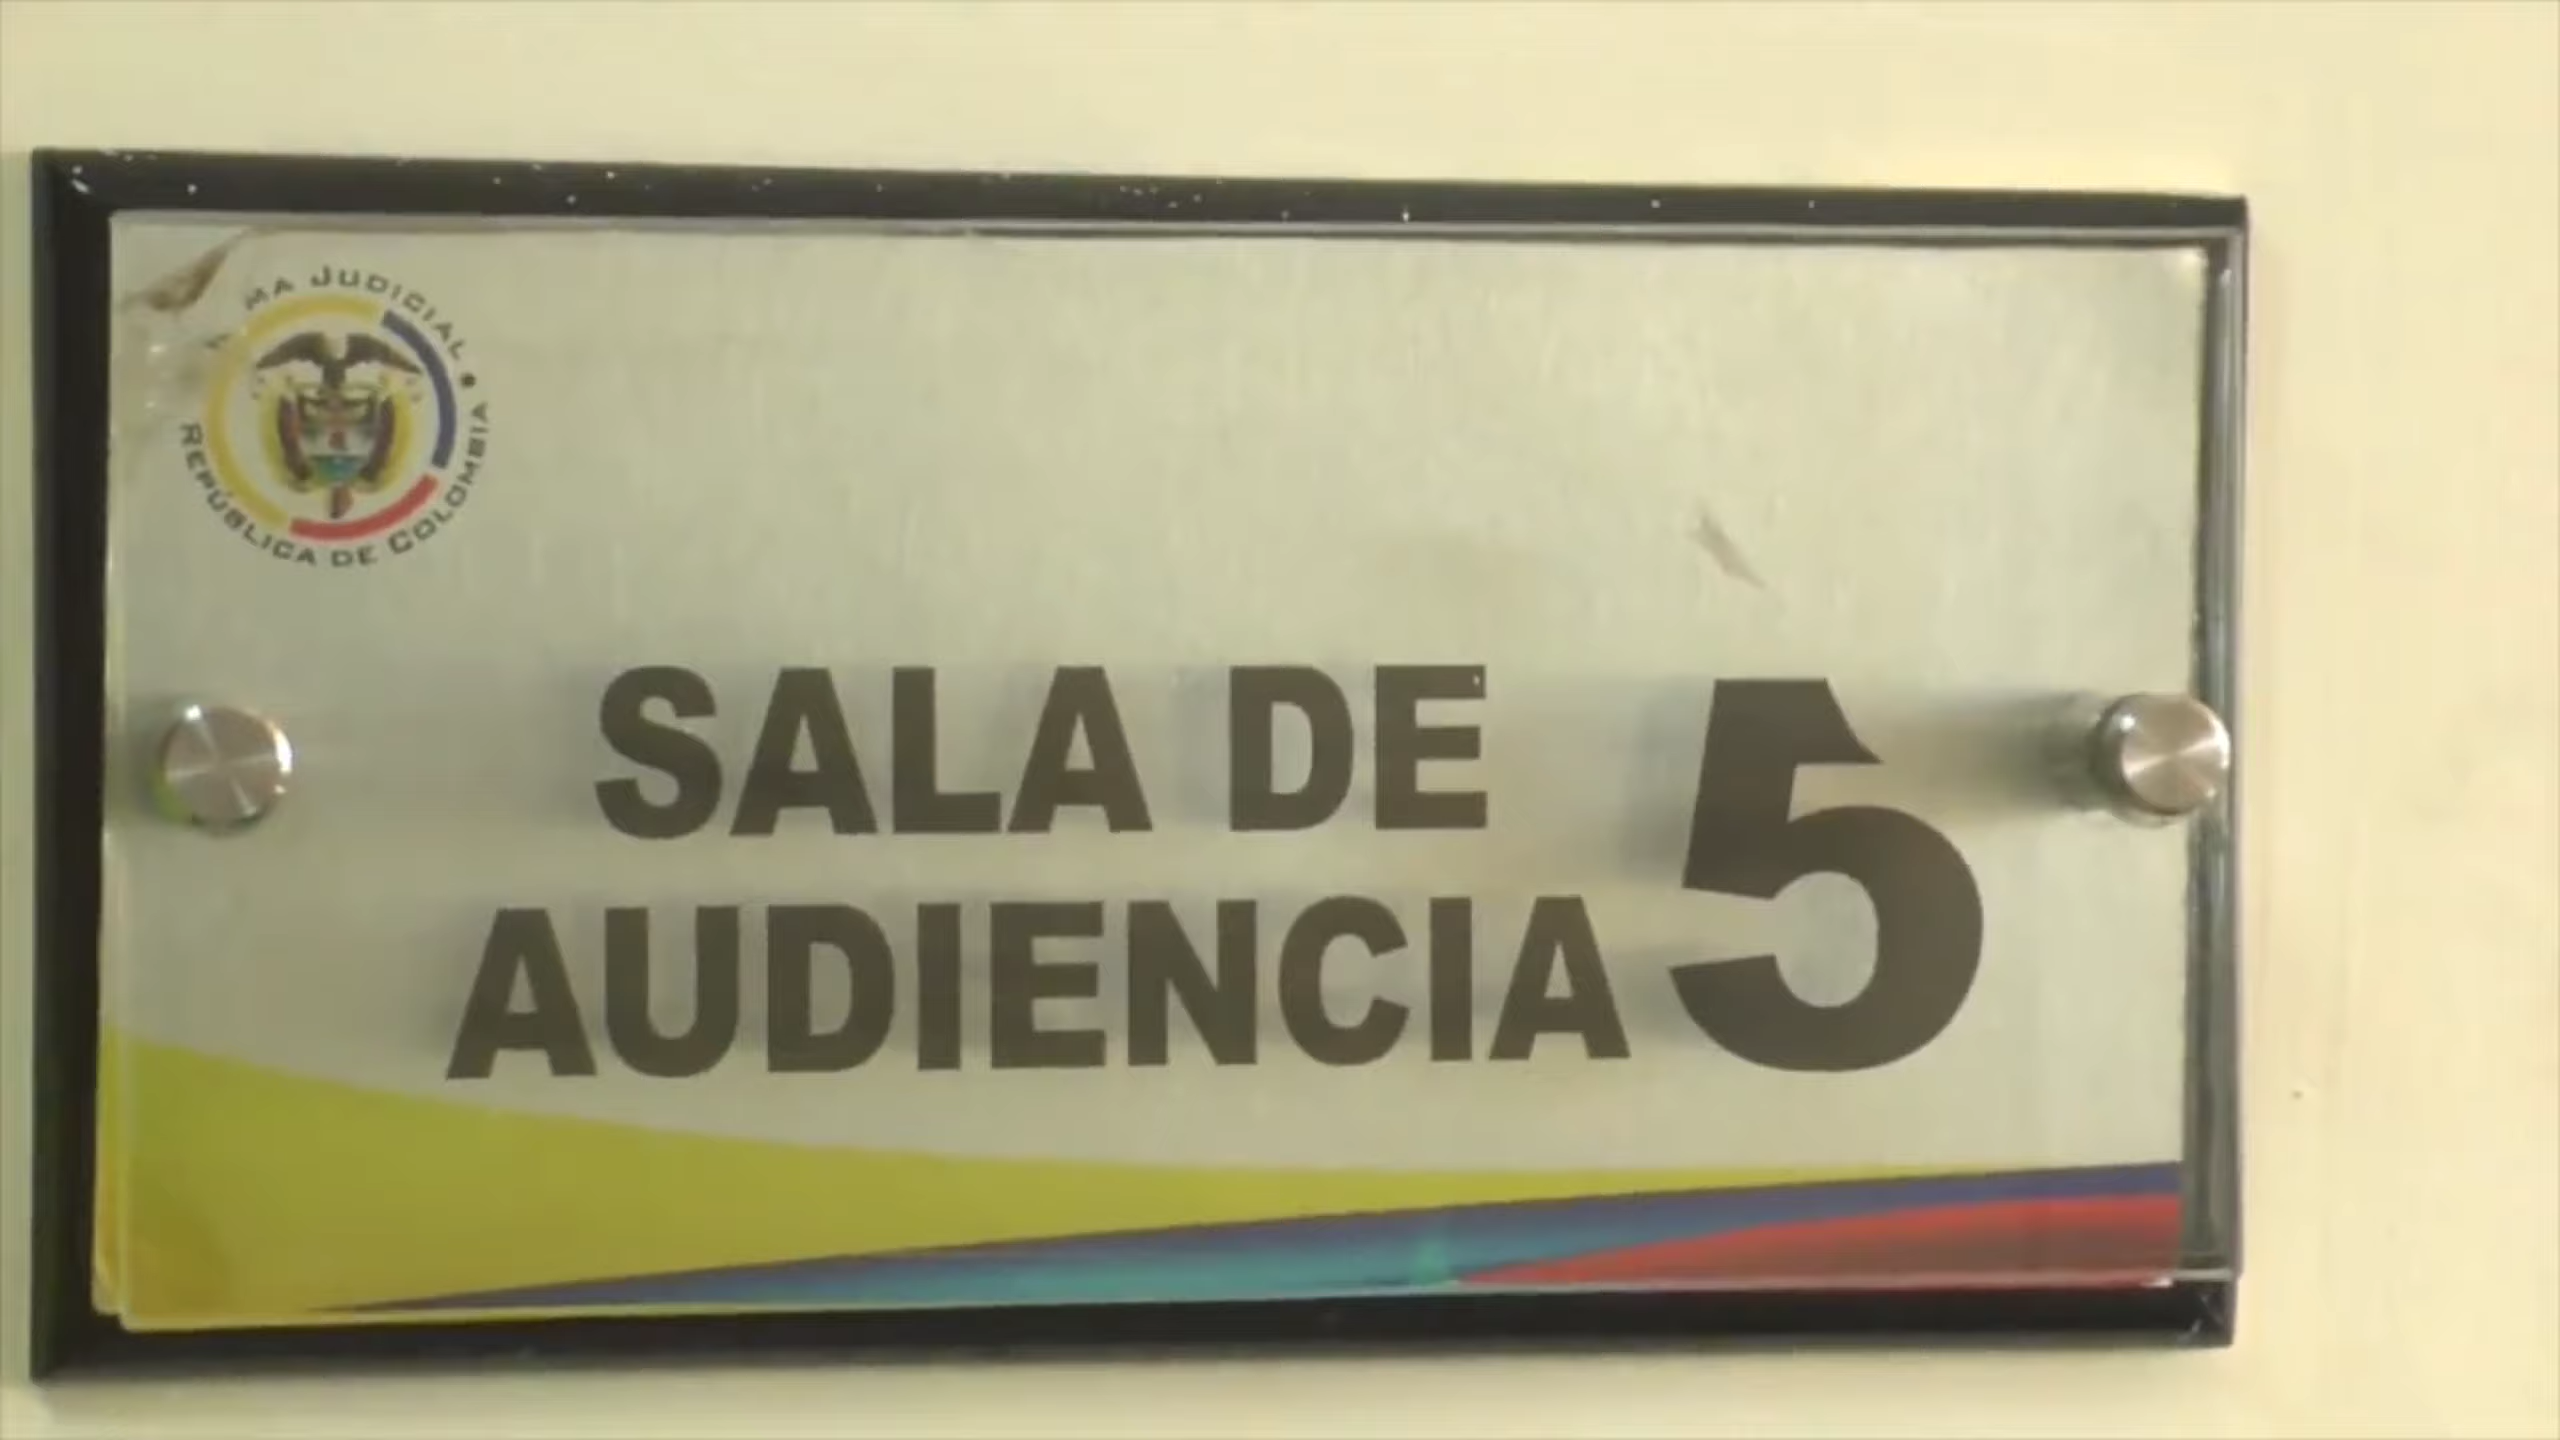 MA JUDICIAL
REPÚBLICA DE COLOMBIA
SALA DE
AUDIENCIA 5